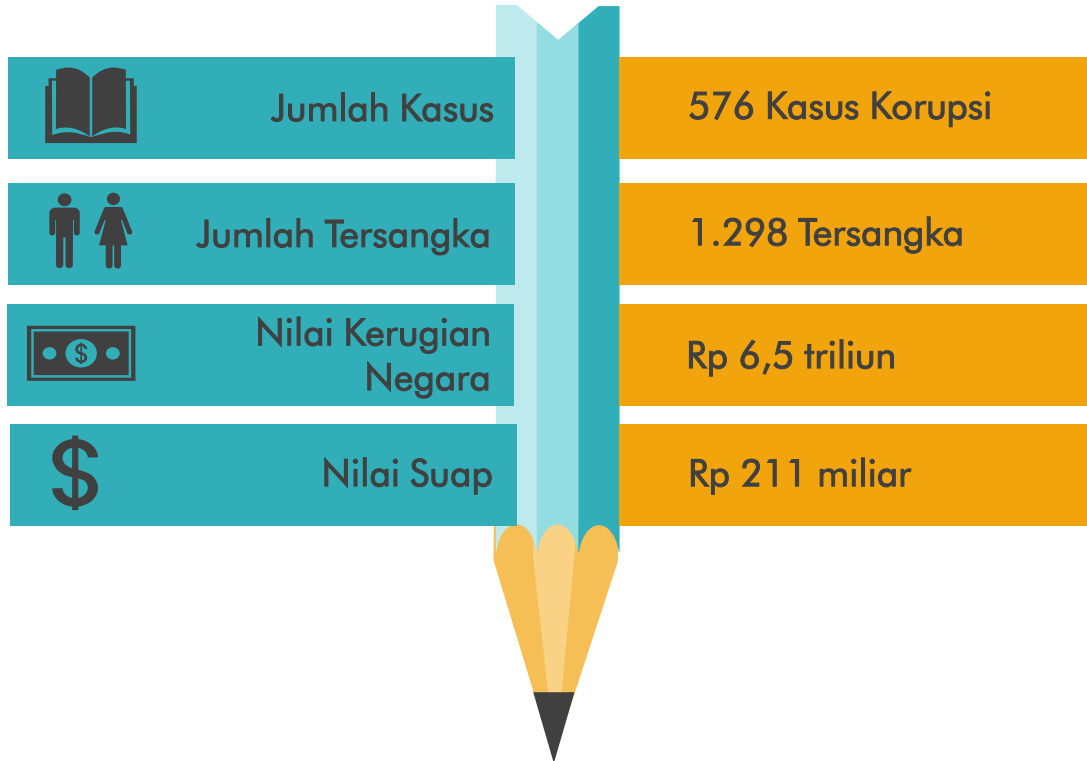 Jumlah Kasus
576 Kasus Korupsi
Jumlah Tersangka
1.298 Tersangka
Nilai Kerugian
Negara
$
Rp 6,5 triliun
$
Nilai Suap
Rp 211 miliar